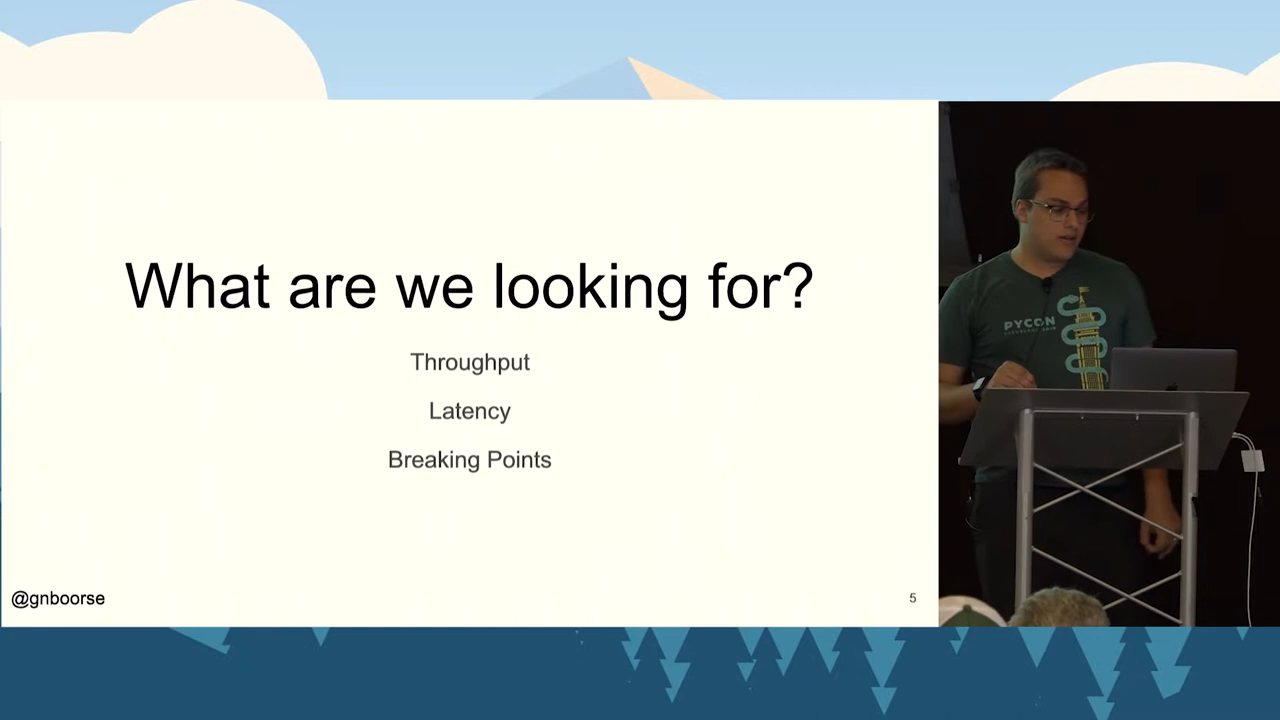 What are we looking for?
Throughput
Latency
Breaking Points
@gnboorse
5
PYCON